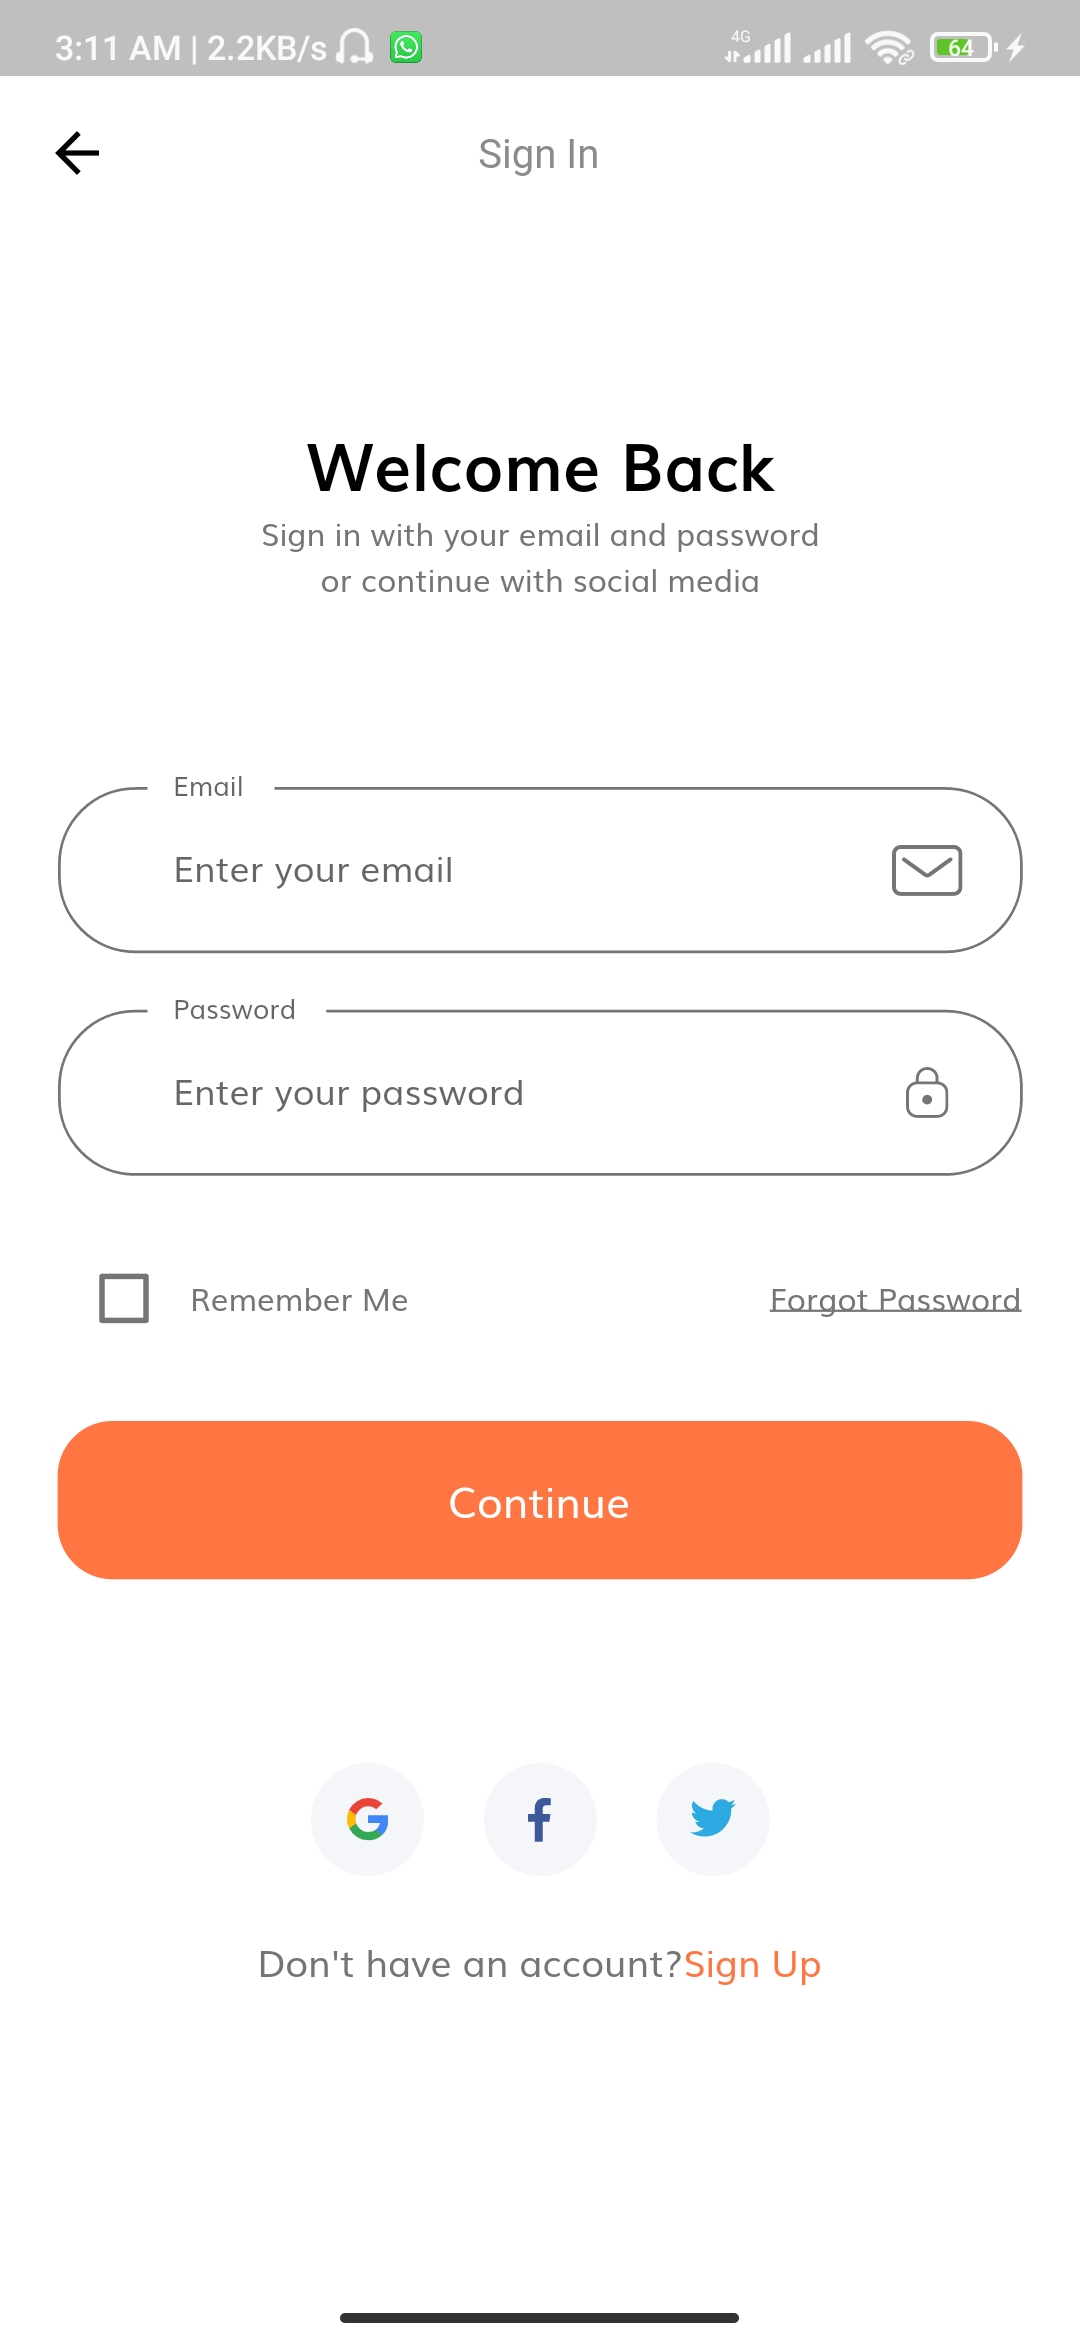 3:11 AM | 2.2KB/s 4G 64
Sign In
Welcome Back
Sign in with your email and password
or continue with social media
Email
Enter your email
Password
Enter your password
Remember Me Forgot Password
Continue
Don't have an account?Sign Up